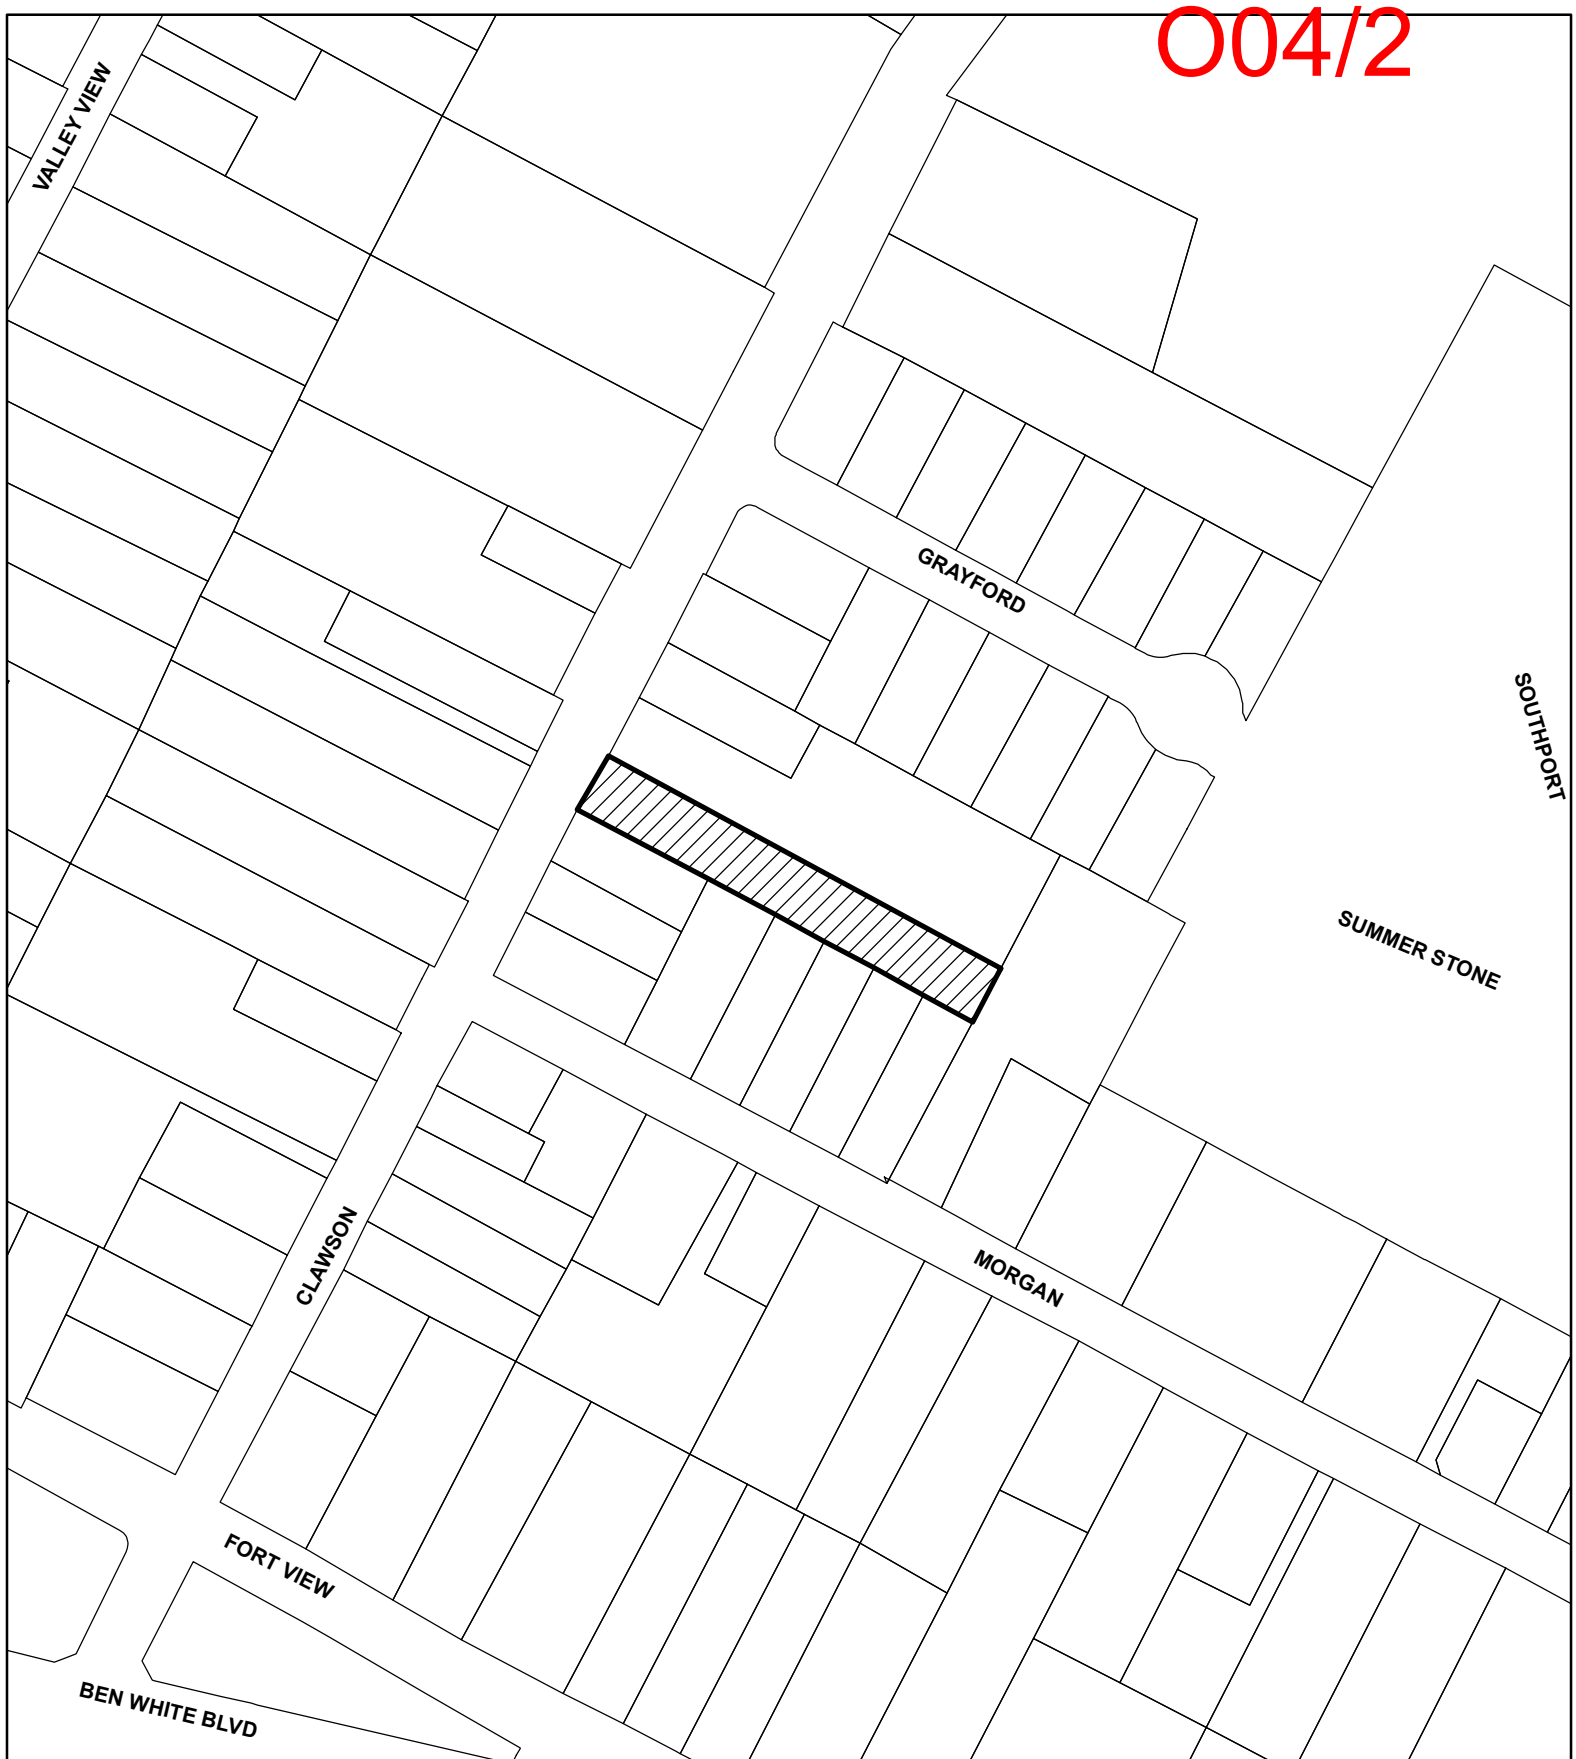 O04/2
VALLEY VIEW
GRAYFORD
SOUTHPORT
SUMMER STONE
CLAWSON
MORGAN
FORT VIEW
BEN WHITE BLVD